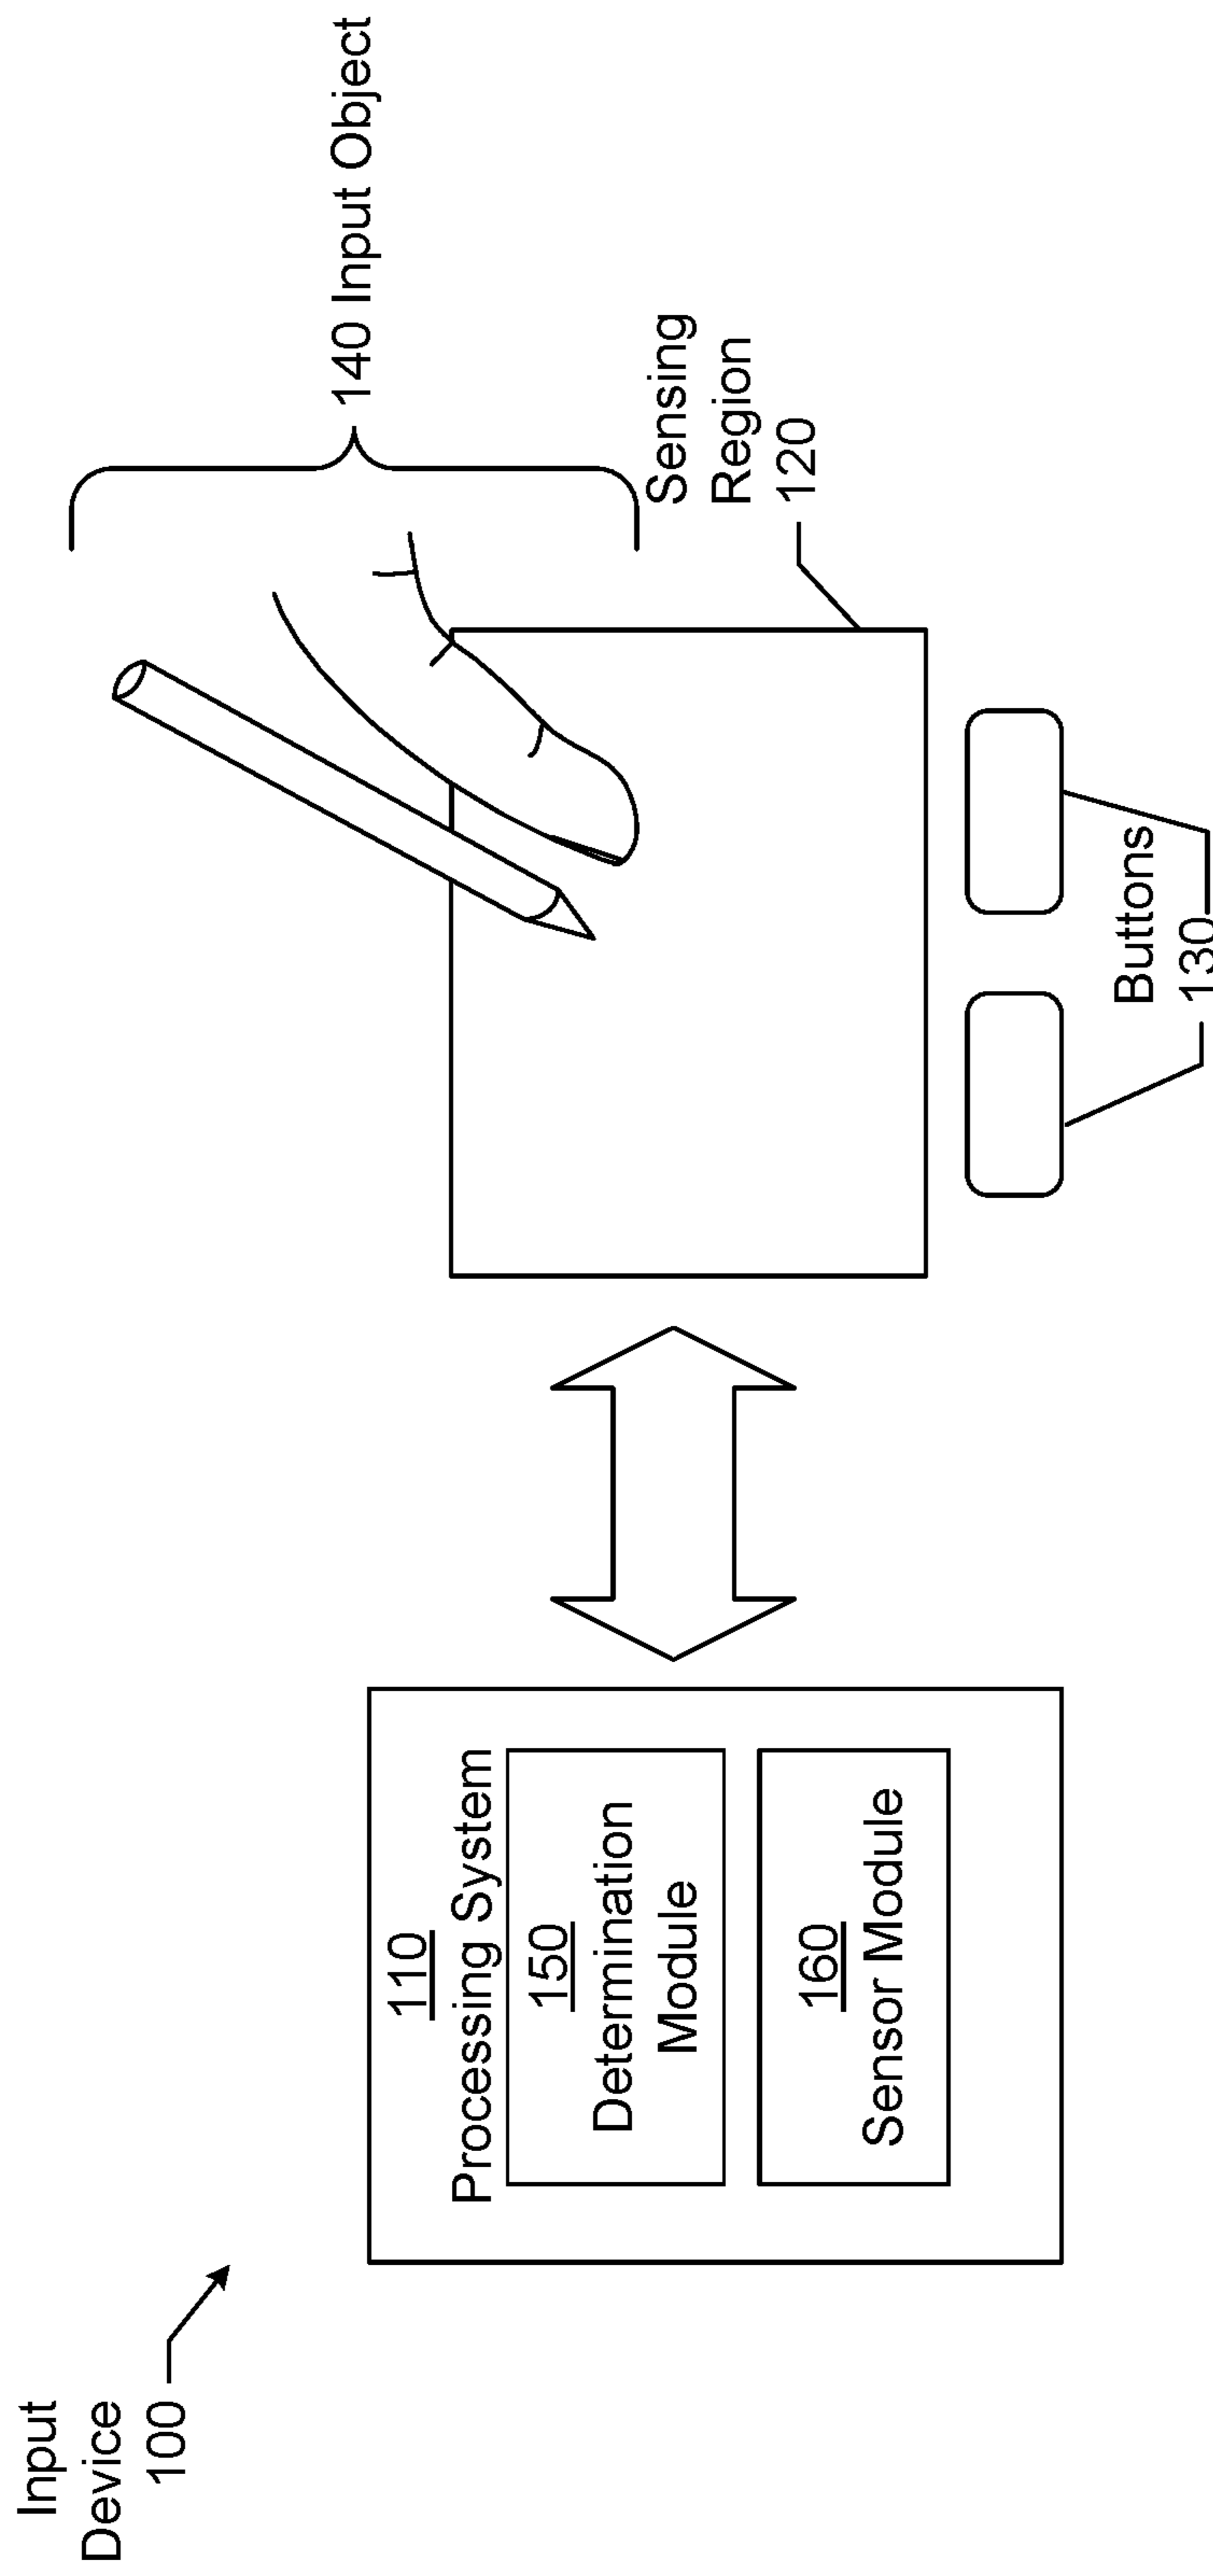 Input
Device
100
110
Processing System
150
Determination
Module
160
Sensor Module
140 Input Object
Sensing
Region
120
Buttons
130